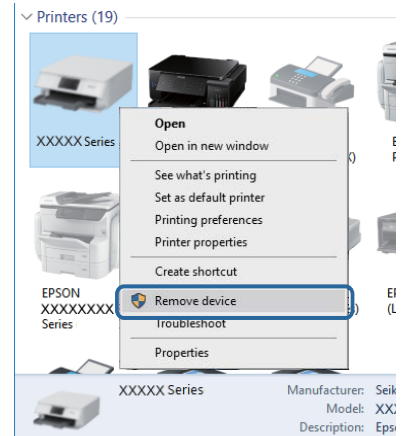 Printers (19)
XXXXX Series
Open
Open in new window
See what's printing
Set as default printer
Printing preferences
Printer properties
Create shortcut
Remove device
Troubleshoot
Properties
EPSON
XXXXXXXX
Series
XXXXX Series
Manufacturer:
Model:
Description: